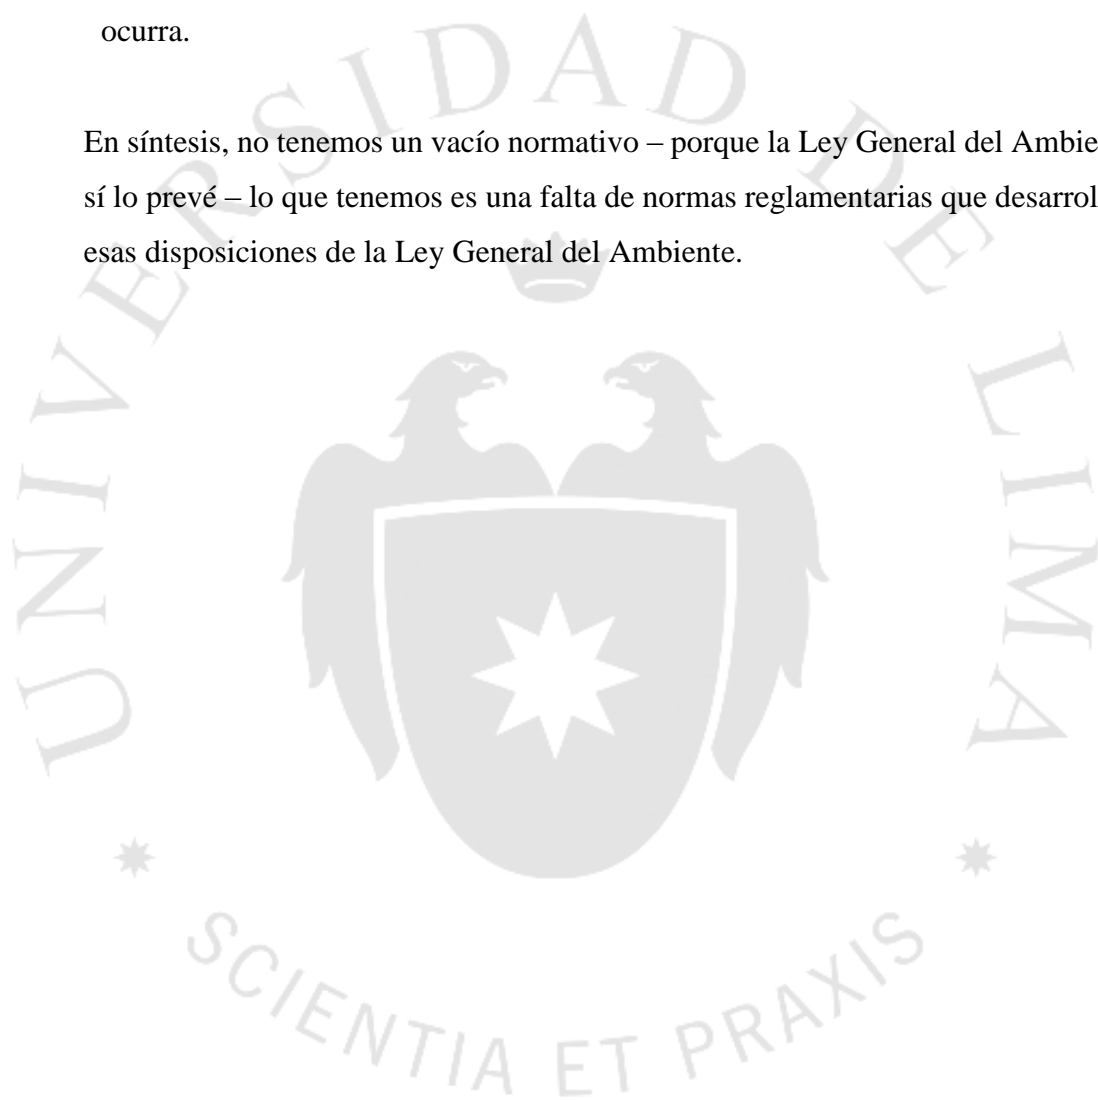 ocurra.
En síntesis, no tenemos un vacío normativo – porque la Ley General del Ambie
sí lo prevé – lo que tenemos es una falta de normas reglamentarias que desarrol
esas disposiciones de la Ley General del Ambiente.
UNIVERSIDAD DE LIMA
SCIENTIA ET PRAXIS